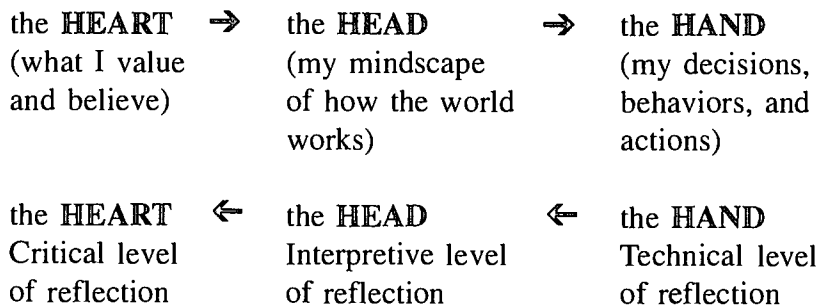 the HEART ⇒ the HEAD ⇒ the HAND
(what I value (my mindscape (my decisions,
and believe) of how the world behaviors, and
works) actions)
the HEART ⇐ the HEAD ⇐ the HAND
Critical level Interpretive level Technical level
of reflection of reflection of reflection